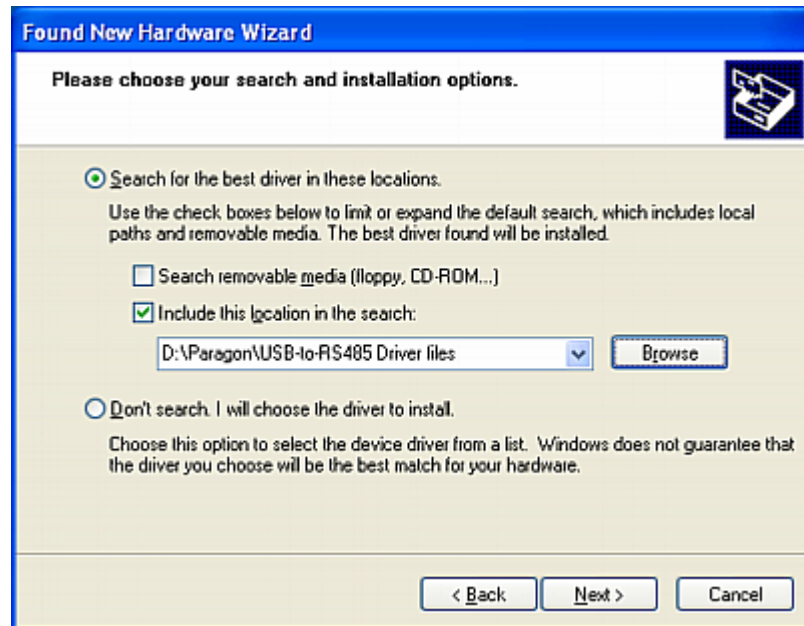 Found New Hardware Wizard
Please choose your search and installation options.
Search for the best driver in these locations.
Use the check boxes below to limit or expand the default search, which includes local
paths and removable media. The best driver found will be installed.
Search removable media (floppy, CD-ROM...)
Include this location in the search:
D:\Paragon\USB-to-RS485 Driver files
Browse
Don't search. I will choose the driver to install.
Choose this option to select the device driver from a list. Windows does not guarantee that
the driver you choose will be the best match for your hardware.
< Back Next > Cancel